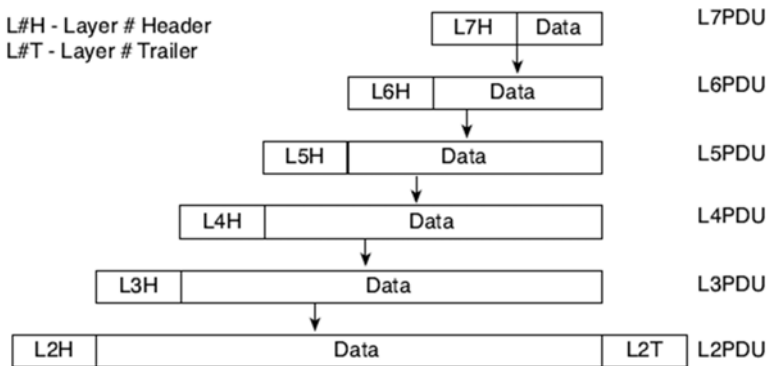 L#H - Layer # Header
L#T - Layer # Trailer
L7H Data L7PDU
L6H Data L6PDU
L5H Data L5PDU
L4H Data L4PDU
L3H Data L3PDU
L2H Data L2T L2PDU